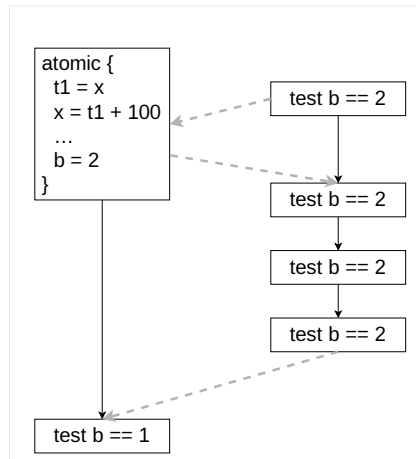 atomic {
t1 = x
x = t1 + 100
…
b = 2
}
test b == 2
test b == 2
test b == 2
test b == 2
test b == 1